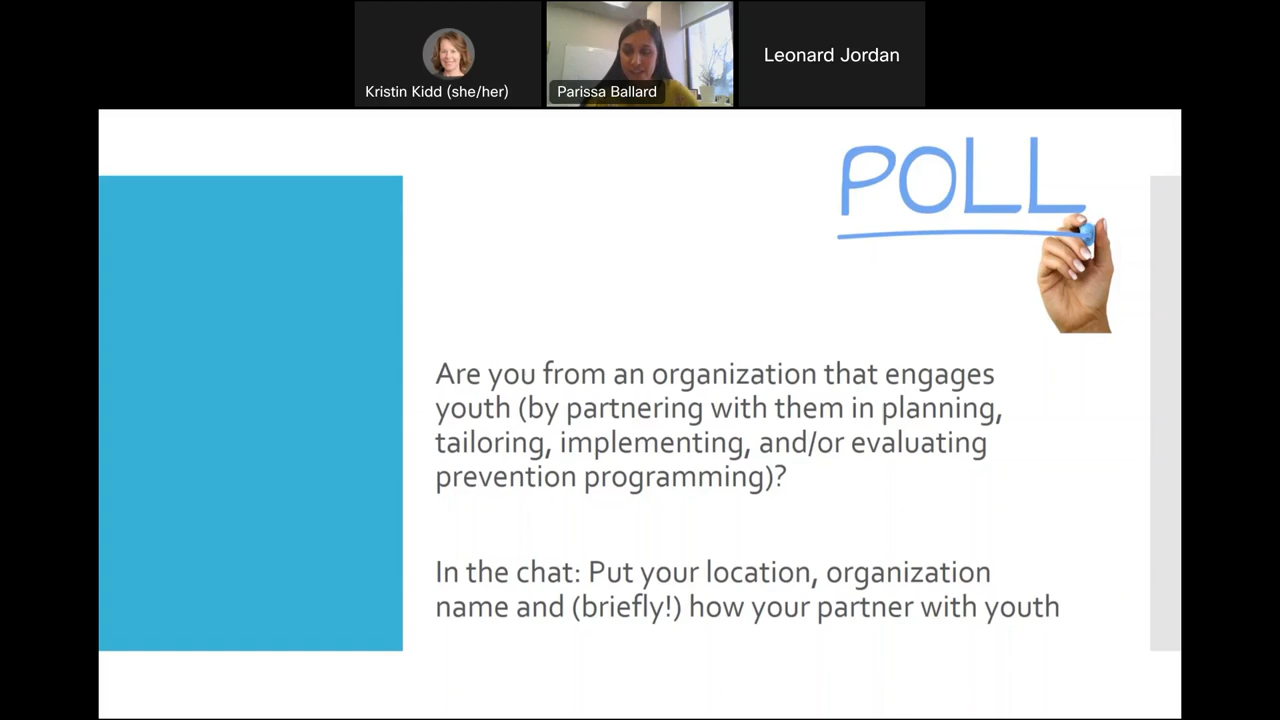 Kristin Kidd (she/her)
Parissa Ballard
Leonard Jordan
POLL
Are you from an organization that engages
youth (by partnering with them in planning,
tailoring, implementing, and/or evaluating
prevention programming)?
In the chat: Put your location, organization
name and (briefly!) how your partner with youth